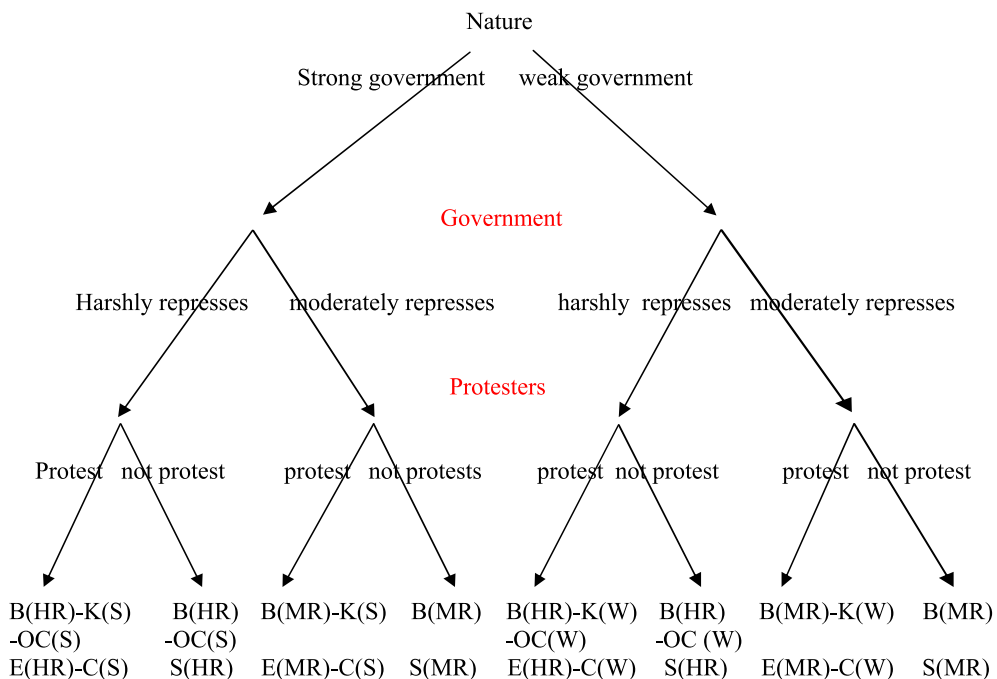 Nature
Strong government weak government
Government
Harshly represses moderately represses harshly represses moderately represses
Protesters
Protest not protest protest not protests protest not protest protest not protest
B(HR)-K(S) B(HR) B(MR)-K(S) B(MR) B(HR)-K(W) B(HR) B(MR)-K(W) B(MR)
-OC(S) -OC(S) -OC(W) -OC (W)
E(HR)-C(S) S(HR) E(MR)-C(S) S(MR) E(HR)-C(W) S(HR) E(MR)-C(W) S(MR)